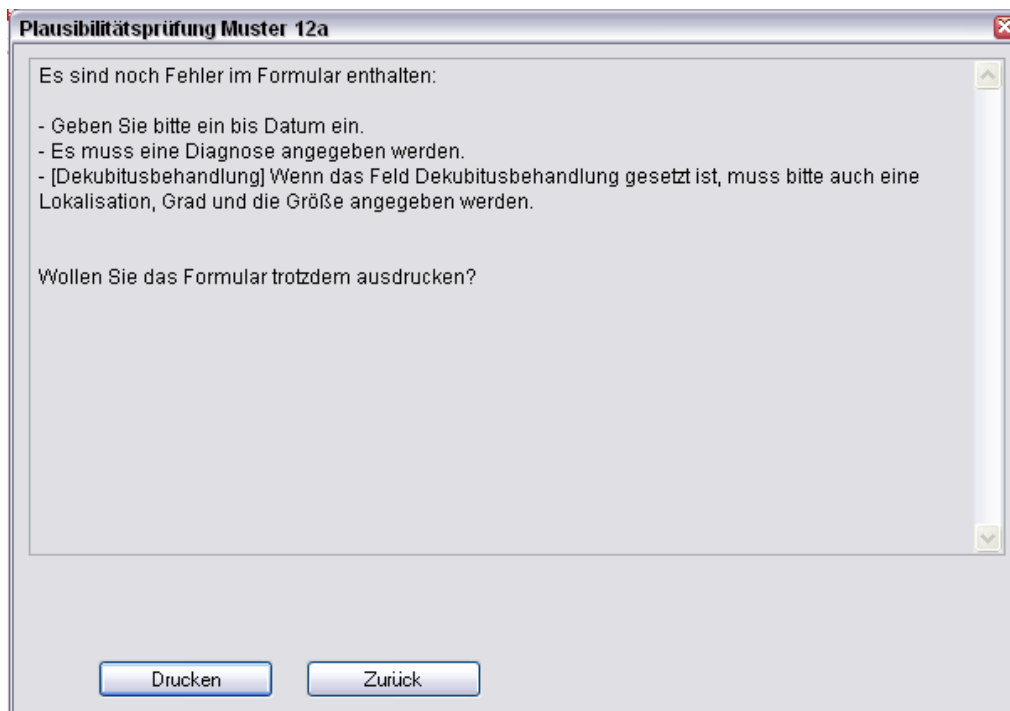 Plausibilitätsprüfung Muster 12a
Es sind noch Fehler im Formular enthalten:
- Geben Sie bitte ein bis Datum ein.
- Es muss eine Diagnose angegeben werden.
- [Dekubitusbehandlung] Wenn das Feld Dekubitusbehandlung gesetzt ist, muss bitte auch eine
Lokalisation, Grad und die Größe angegeben werden.
Wollen Sie das Formular trotzdem ausdrucken?
Drucken
Zurück